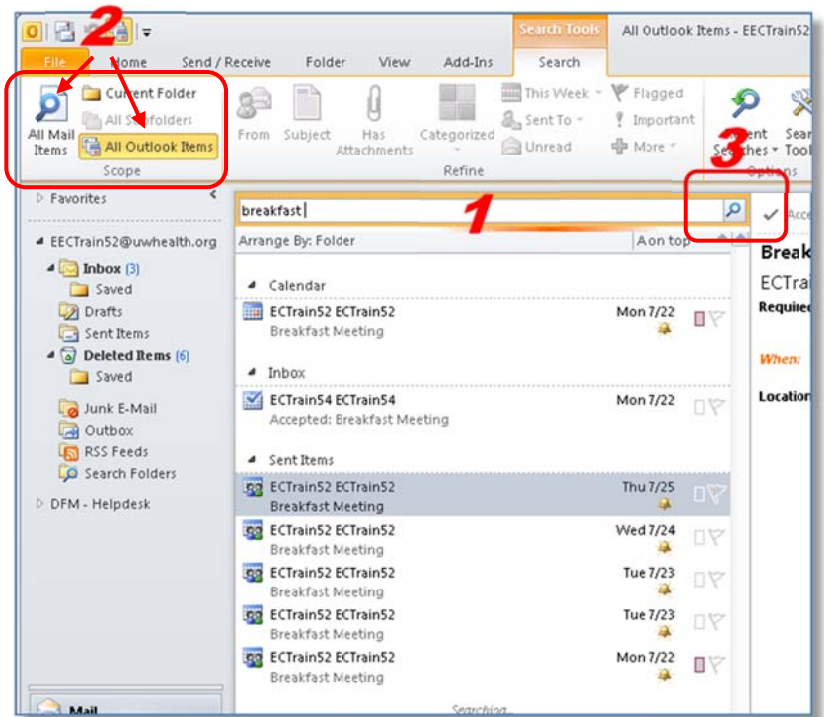 2
Search Tools All Outlook Items - EECTrain52
File Home Send / Receive Folder View Add-Ins Search
All Mail Items
Current Folder
All Subfolders
All Outlook Items
Scope
From Subject Has Attachments Categorized
This Week
Sent To
Unread
Flagged
Important
More
Refine
3
Options
Favorites
EECTrain52@uwhealth.org
Inbox (3)
Saved
Drafts
Sent Items
Deleted Items (6)
Saved
Junk E-Mail
Outbox
RSS Feeds
Search Folders
DFM - Helpdesk
Mail
breakfast 1
Arrange By: Folder A on top
Calendar
ECTrain52 ECTrain52 Mon 7/22
Breakfast Meeting
Inbox
ECTrain54 ECTrain54 Mon 7/22
Accepted: Breakfast Meeting
Sent Items
ECTrain52 ECTrain52 Thu 7/25
Breakfast Meeting
ECTrain52 ECTrain52 Wed 7/24
Breakfast Meeting
ECTrain52 ECTrain52 Tue 7/23
Breakfast Meeting
ECTrain52 ECTrain52 Tue 7/23
Breakfast Meeting
ECTrain52 ECTrain52 Mon 7/22
Breakfast Meeting
Searching...
Acce
Break
ECTrai
Required
When:
Location